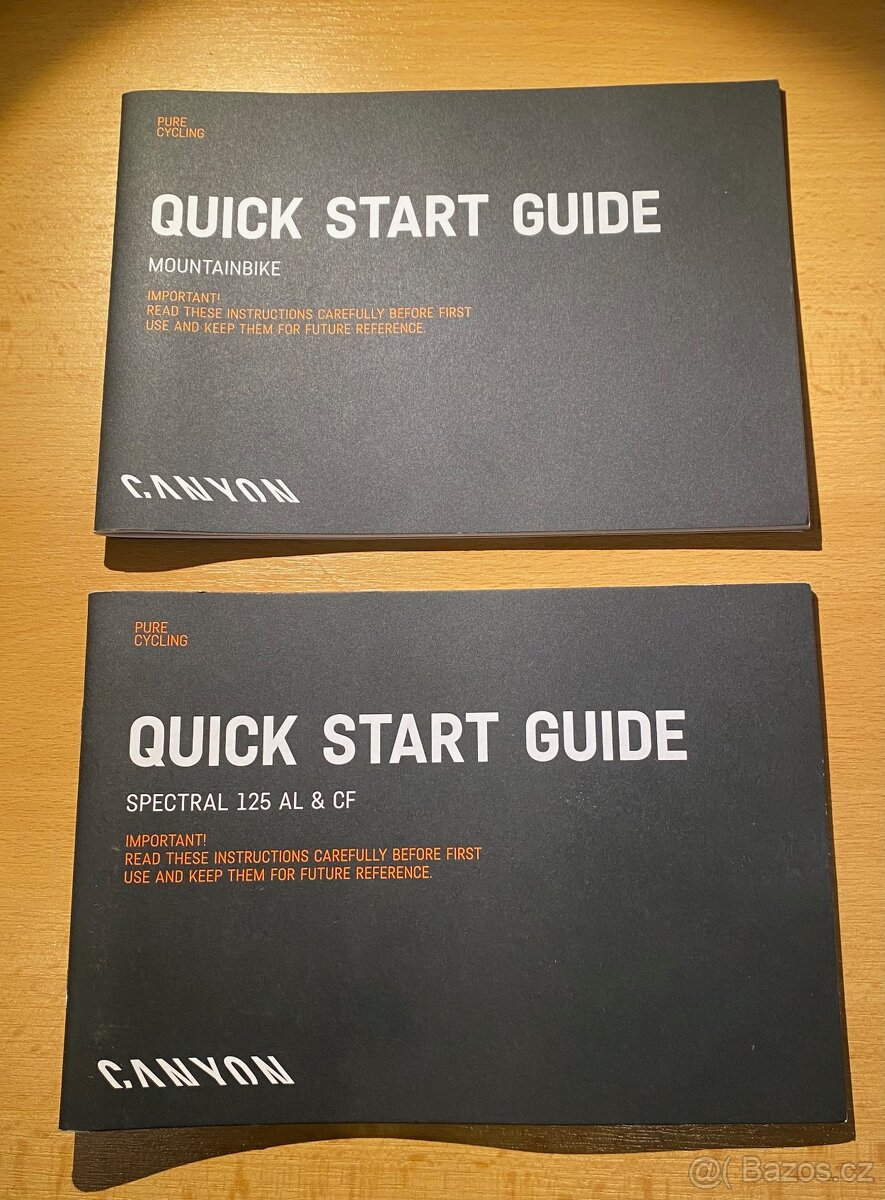 PURE
CYCLING
QUICK START GUIDE
MOUNTAINBIKE
IMPORTANT!
READ THESE INSTRUCTIONS CAREFULLY BEFORE FIRST
USE AND KEEP THEM FOR FUTURE REFERENCE.
CANYON
PURE
CYCLING
QUICK START GUIDE
SPECTRAL 125 AL & CF
IMPORTANT!
READ THESE INSTRUCTIONS CAREFULLY BEFORE FIRST
USE AND KEEP THEM FOR FUTURE REFERENCE.
CANYON
@( Bazos.cz